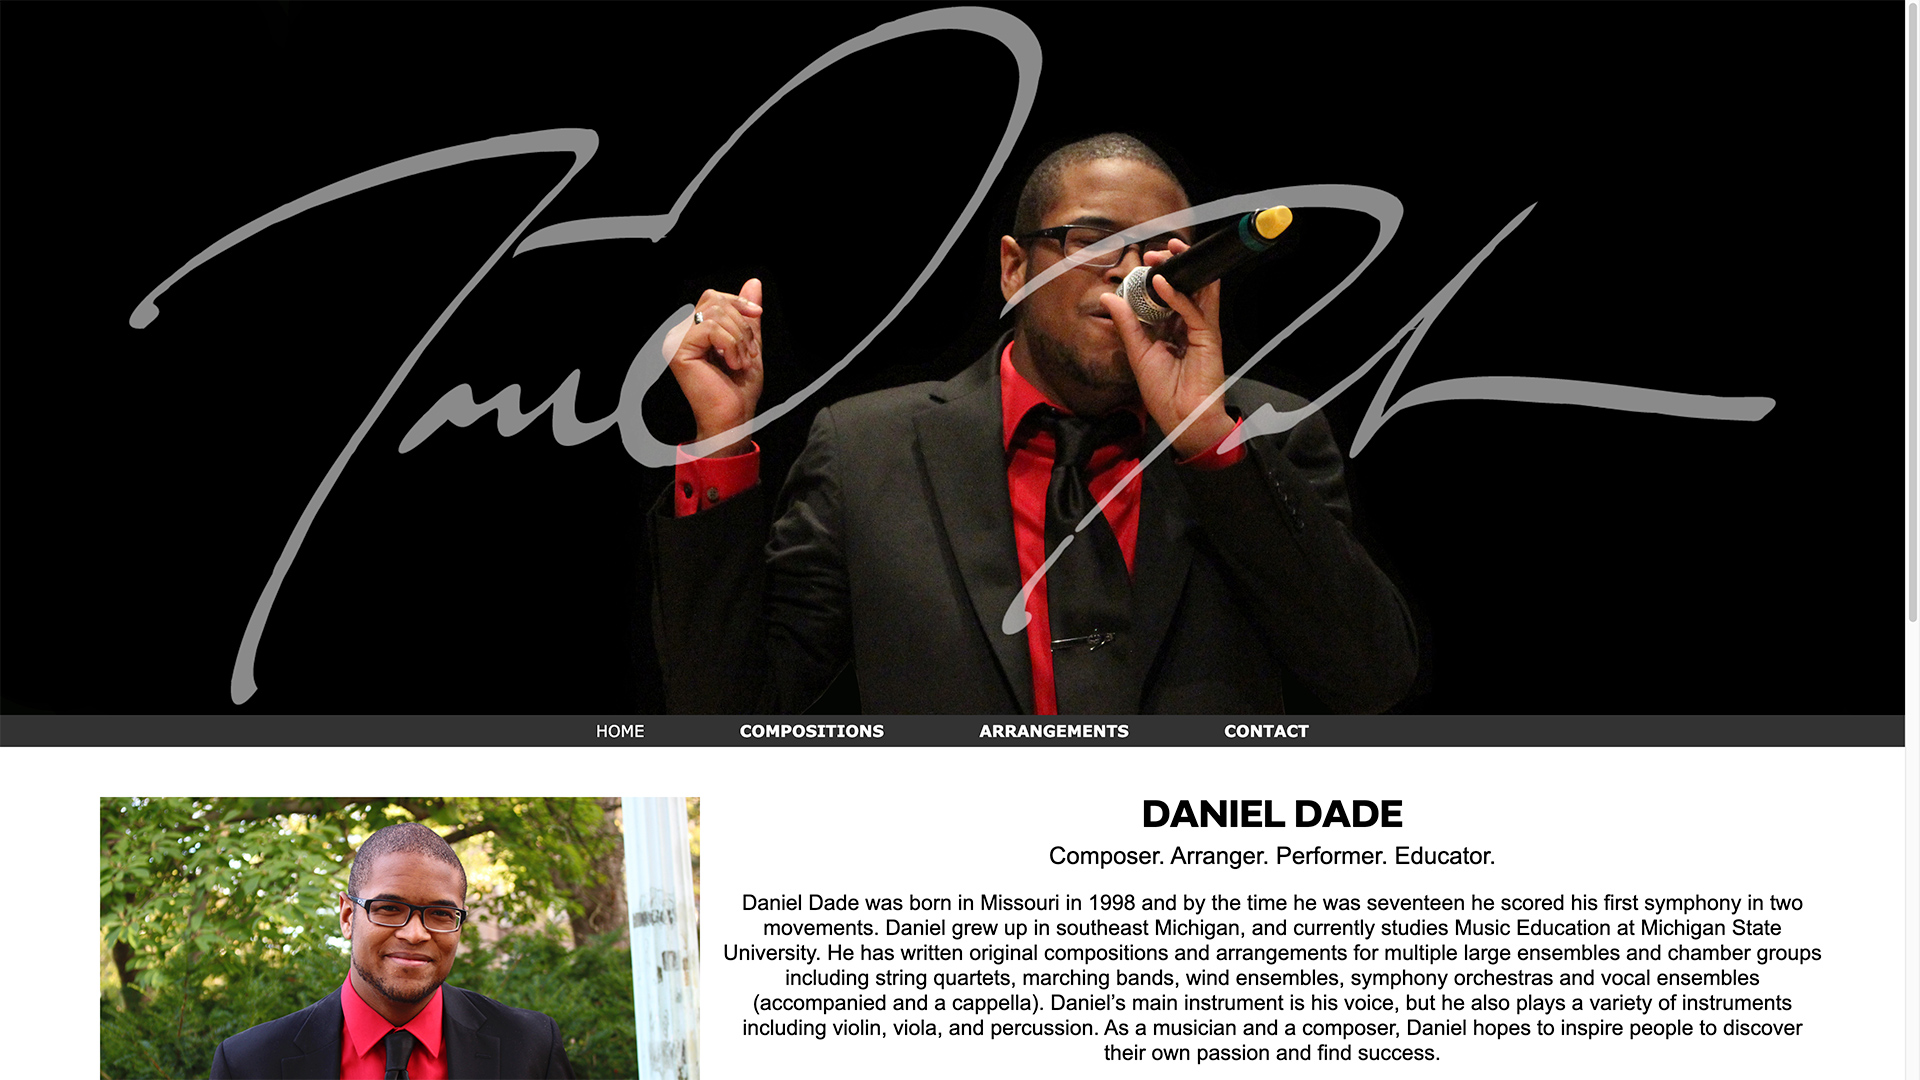 HOME COMPOSITIONS ARRANGEMENTS CONTACT
DANIEL DADE
Composer. Arranger. Performer. Educator.
Daniel Dade was born in Missouri in 1998 and by the time he was seventeen he scored his first symphony in two
movements. Daniel grew up in southeast Michigan, and currently studies Music Education at Michigan State
University. He has written original compositions and arrangements for multiple large ensembles and chamber groups
including string quartets, marching bands, wind ensembles, symphony orchestras and vocal ensembles
(accompanied and a cappella). Daniel’s main instrument is his voice, but he also plays a variety of instruments
including violin, viola, and percussion. As a musician and a composer, Daniel hopes to inspire people to discover
their own passion and find success.